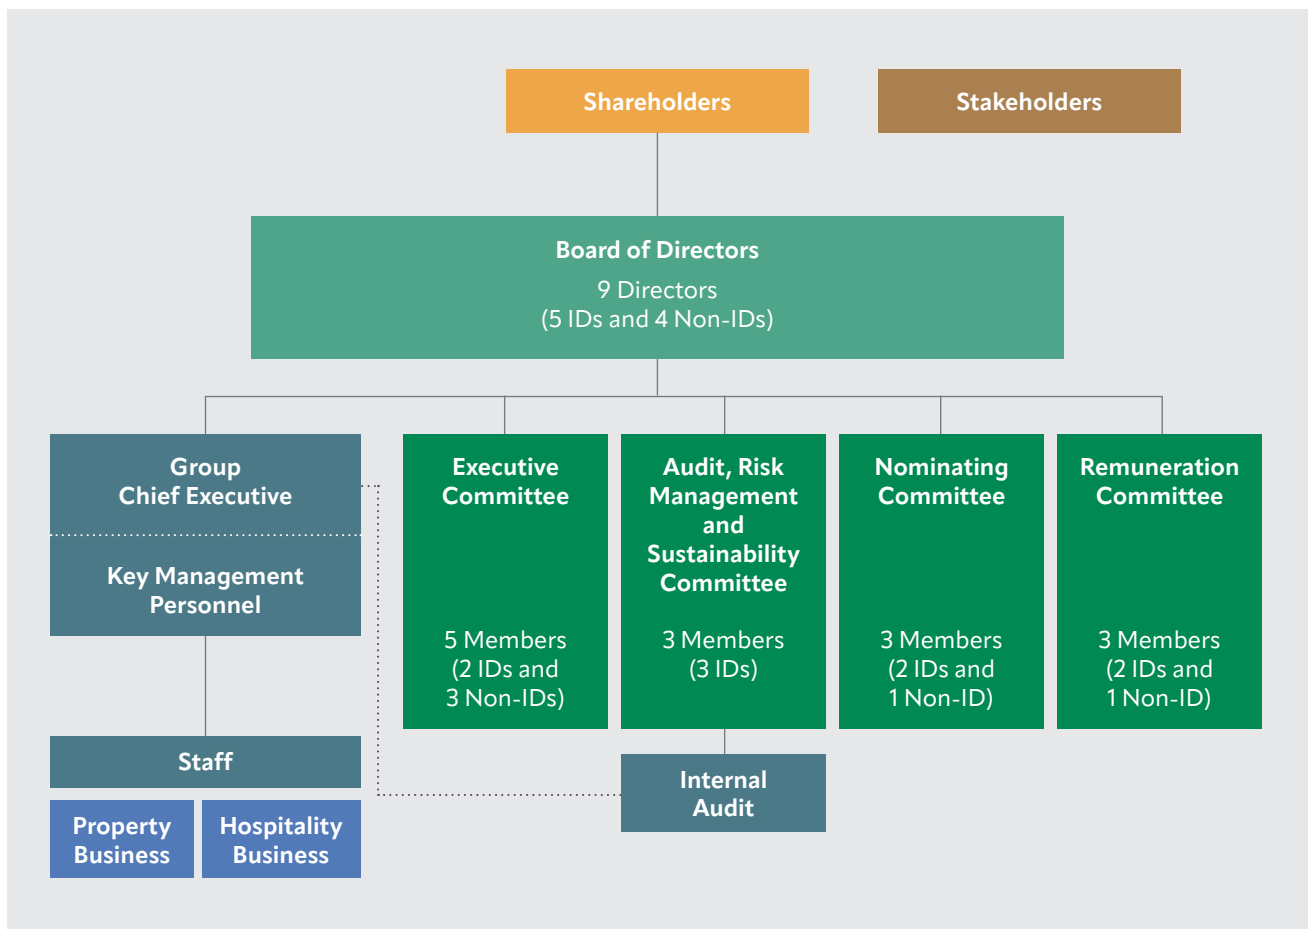 Shareholders
Stakeholders
Board of Directors
9 Directors
(5 IDs and 4 Non-IDs)
Group
Chief Executive
Key Management
Personnel
Executive
Committee
5 Members
(2 IDs and
3 Non-IDs)
Audit, Risk
Management
and
Sustainability
Committee
3 Members
(3 IDs)
Nominating
Committee
3 Members
(2 IDs and
1 Non-ID)
Remuneration
Committee
3 Members
(2 IDs and
1 Non-ID)
Staff
Internal
Audit
Property
Business
Hospitality
Business